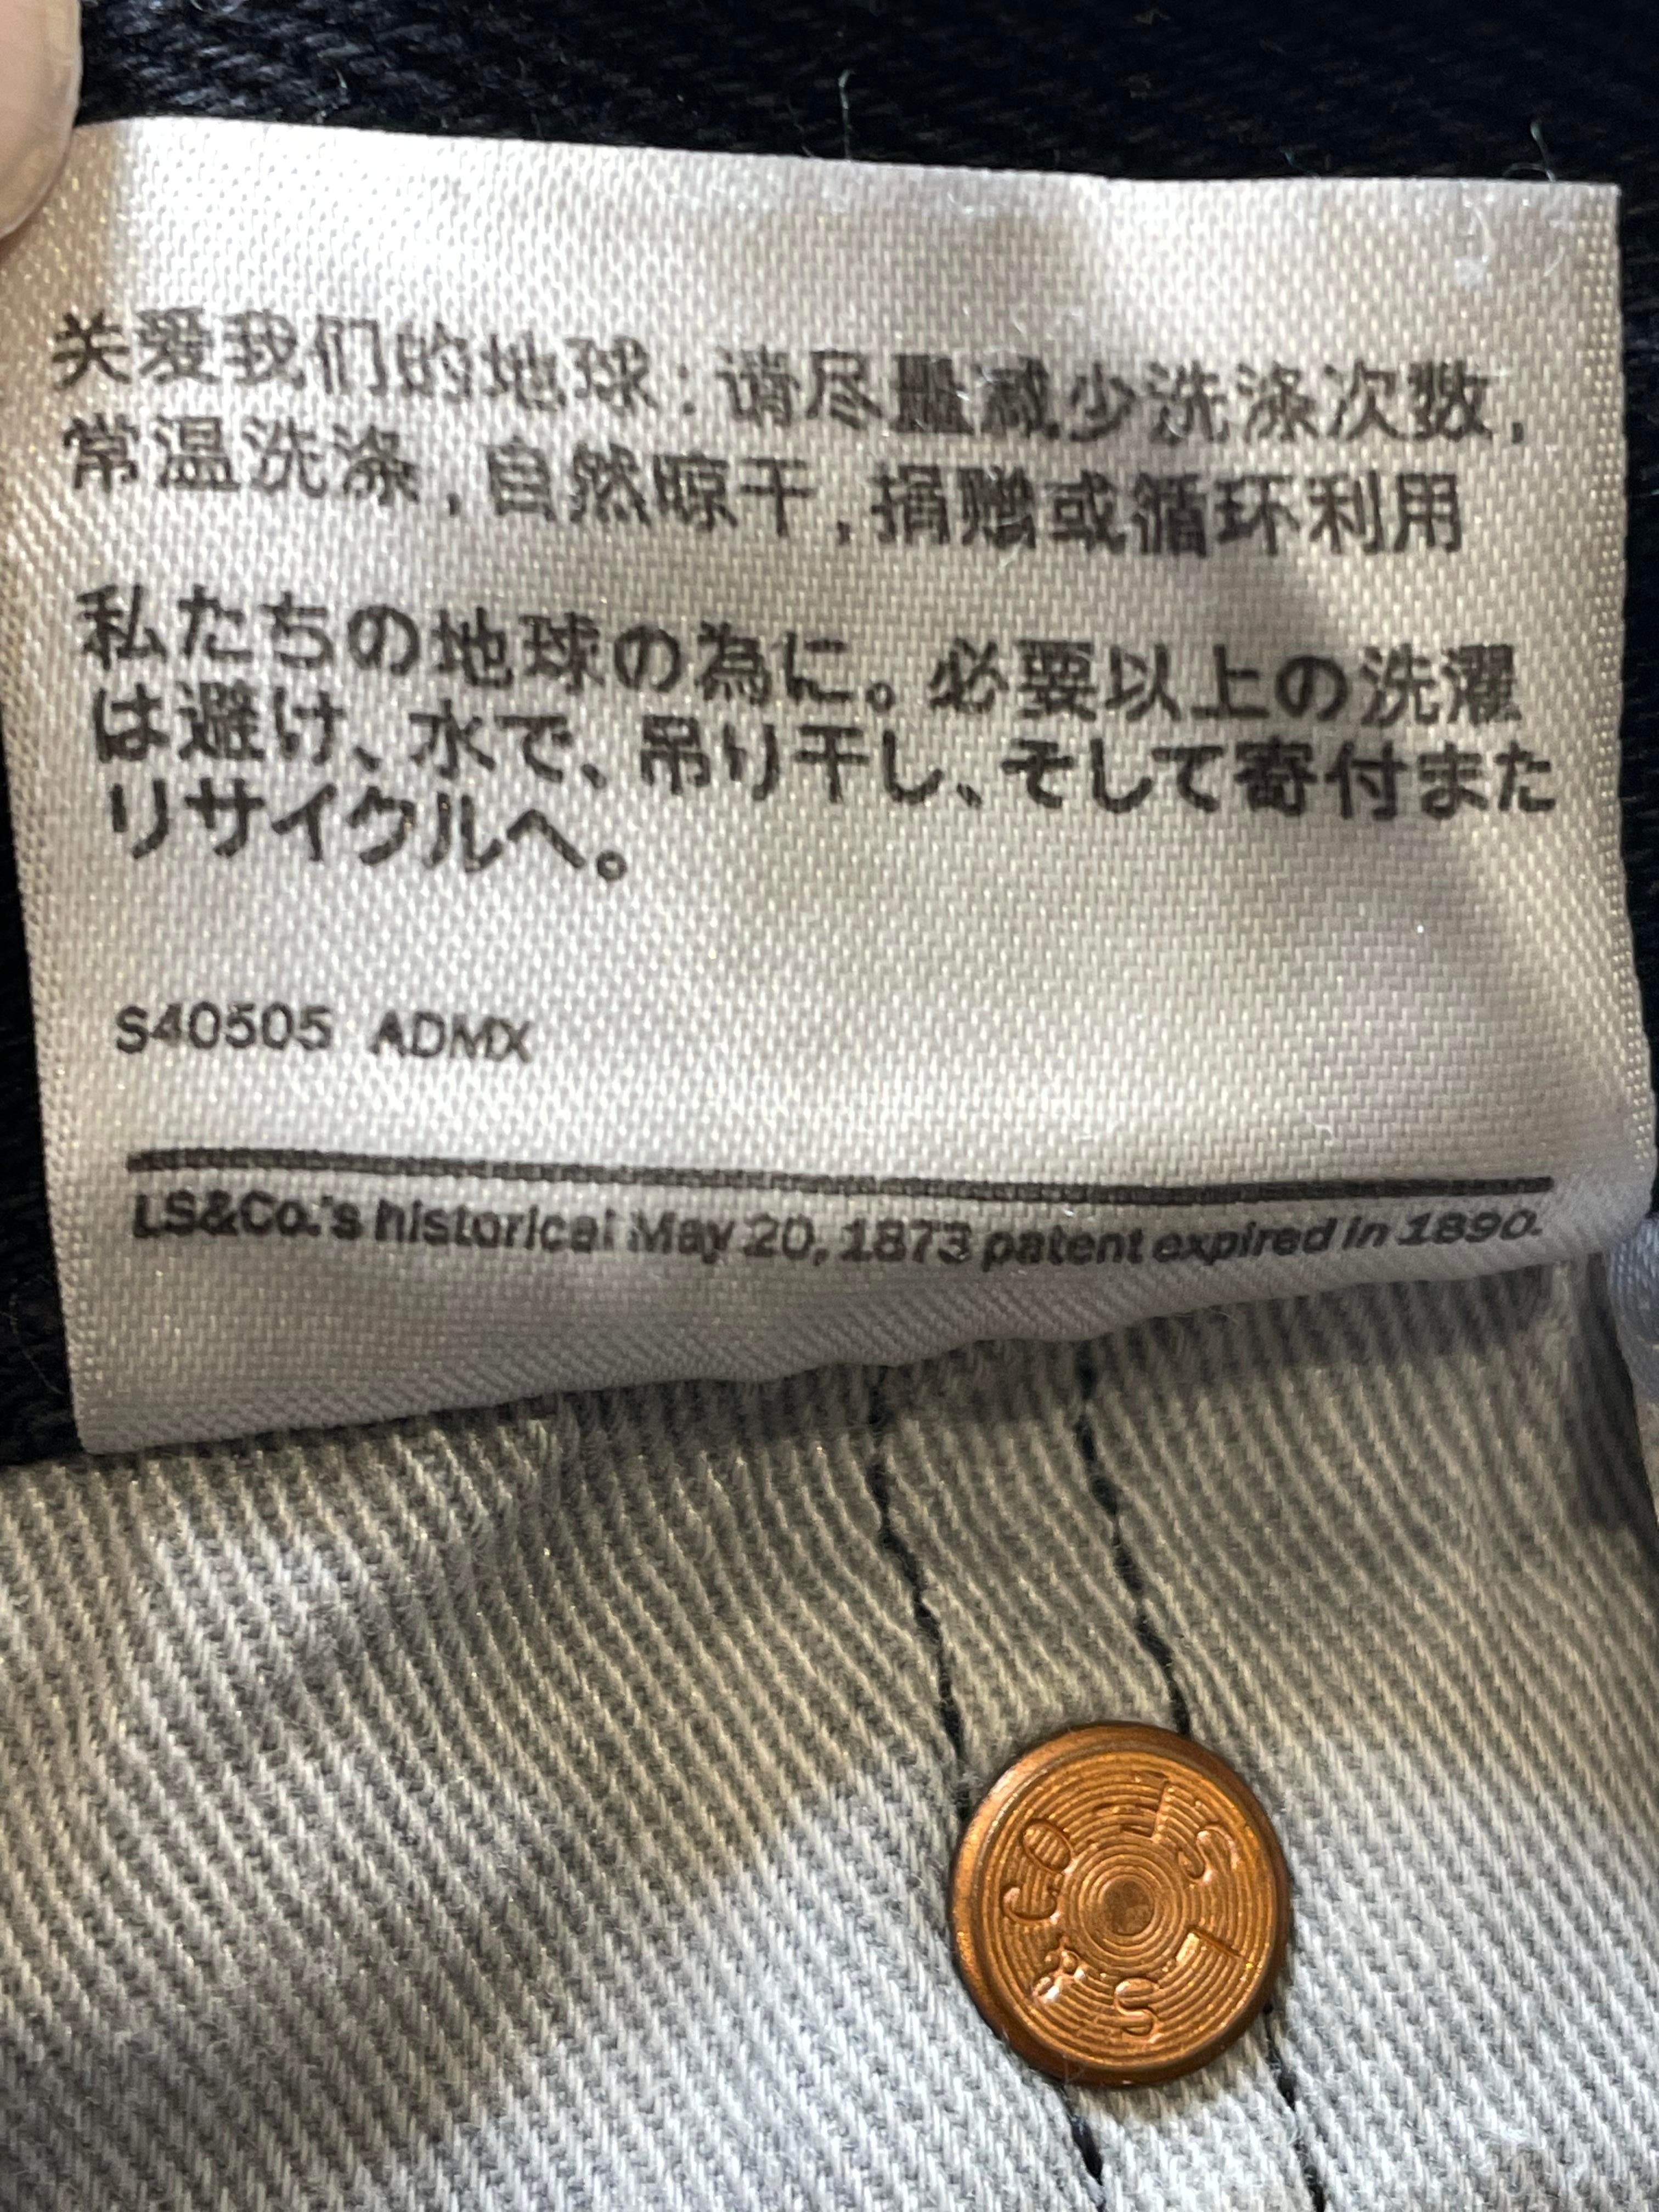 关爱我们的地球:请尽量减少洗涤次数,
常温洗涤,自然晾干,捐赠或循环利用
私たちの地球の為に。必要以上の洗濯
は避け、水で、吊り干し、そして寄付また
リサイクルへ。
S40505 ADMX
LS&Co.'s historical May 20, 1873 patent expired in 1890.
L S & CO S